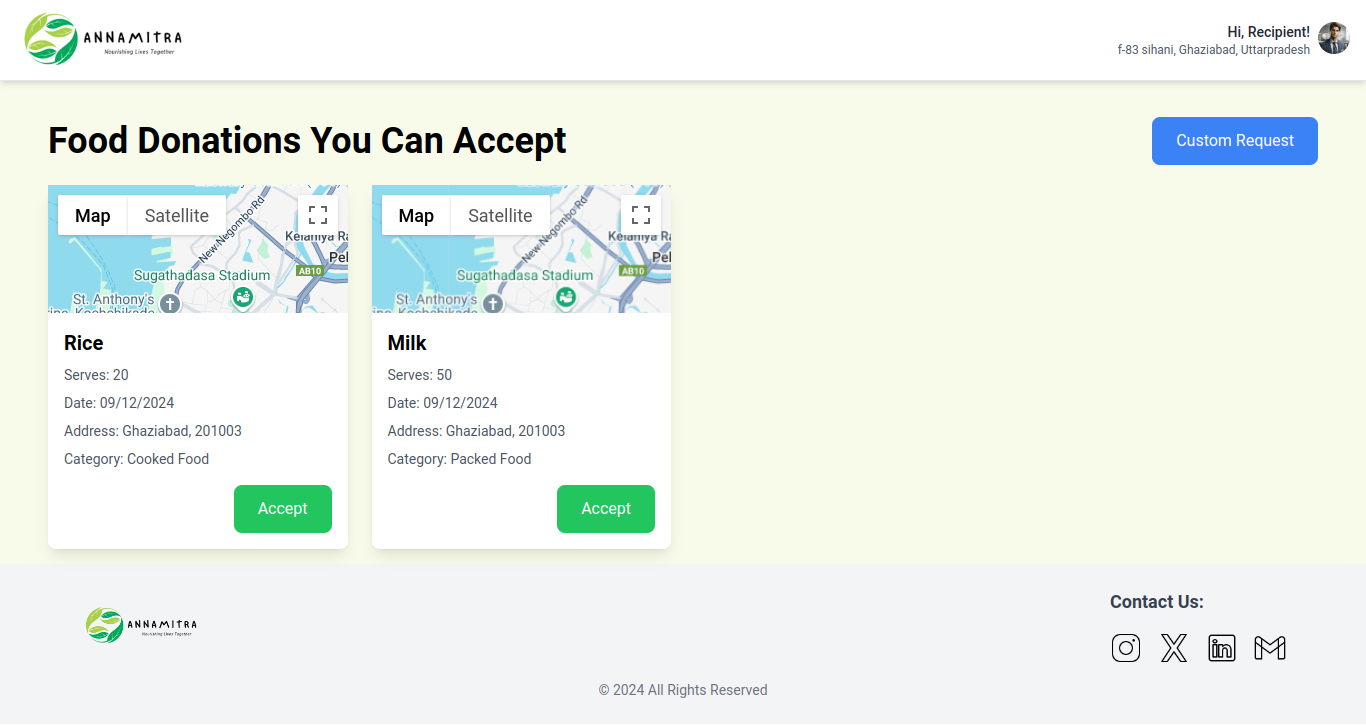 ANNAMITRA
Nourishing Lives Together
Hi, Recipient!
f-83 sihani, Ghaziabad, Uttarpradesh
Food Donations You Can Accept
Custom Request
Map
Satellite
New Negombo Rd
Kelaniya Ra
Pel
AB10
Sugathadasa Stadium
St. Anthony's
Rice
Serves: 20
Date: 09/12/2024
Address: Ghaziabad, 201003
Category: Cooked Food
Accept
Map
Satellite
New Negombo Rd
Kelaniya Ra
Pel
AB10
Sugathadasa Stadium
St. Anthony's
Milk
Serves: 50
Date: 09/12/2024
Address: Ghaziabad, 201003
Category: Packed Food
Accept
ANNAMITRA
Nourishing Lives Together
Contact Us:
in
© 2024 All Rights Reserved